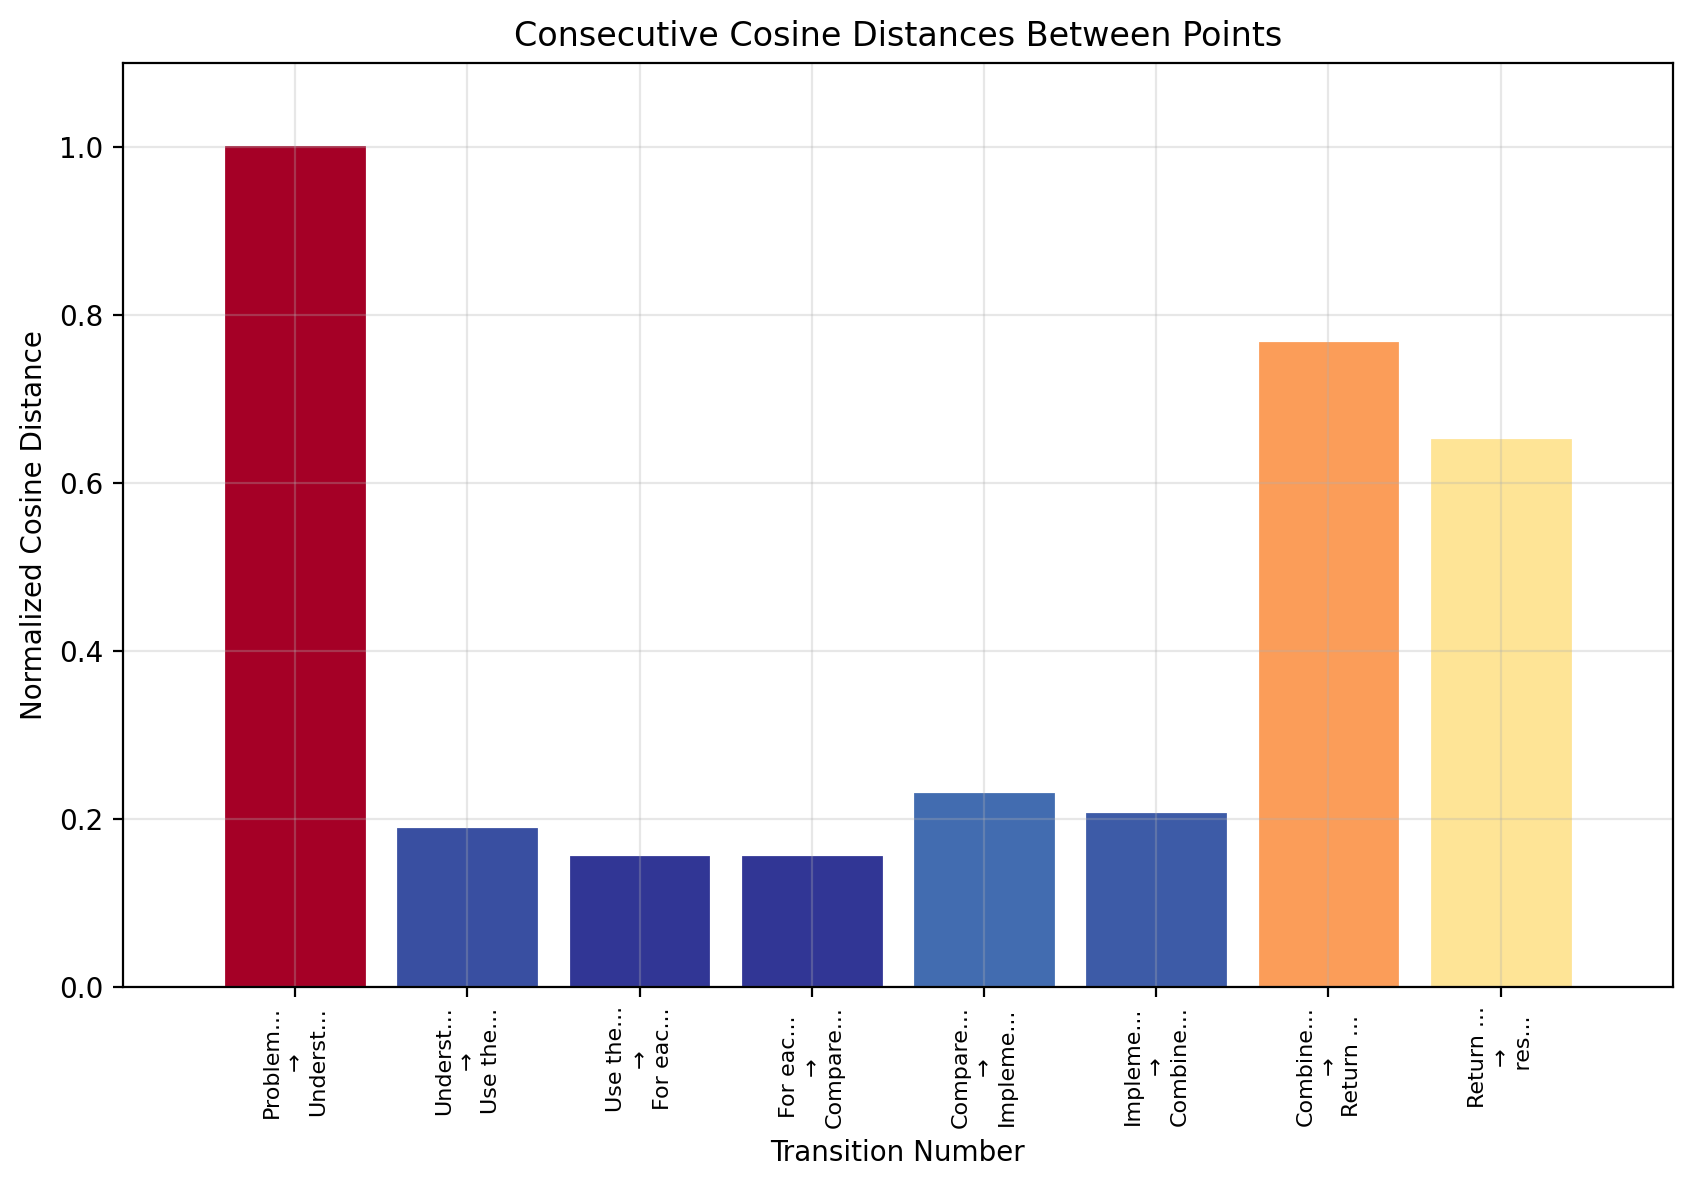 Consecutive Cosine Distances Between Points
Normalized Cosine Distance
1.0
0.8
0.6
0.4
0.2
0.0
Problem...
→
Underst...
Underst...
→
Use the...
Use the...
→
For eac...
For eac...
→
Compare...
Compare...
→
Impleme...
Impleme...
→
Combine...
Combine...
→
Return ...
Return ...
→
res...
Transition Number